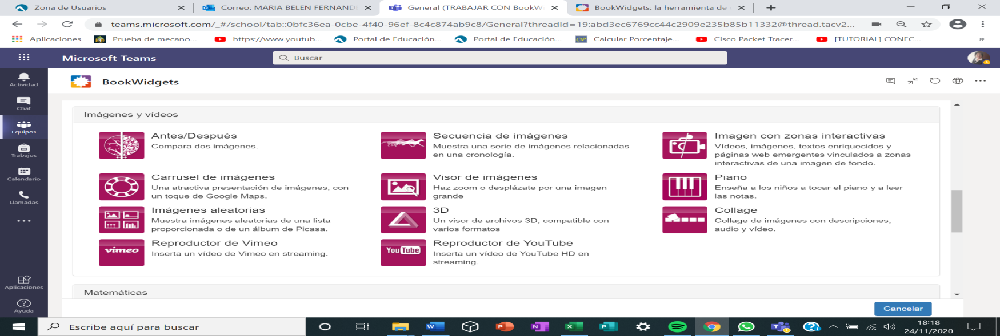 Zona de Usuarios
Correo: MARIA BELEN FERNAND
General (TRABAJAR CON BookW
BookWidgets: la herramienta de
teams.microsoft.com/_#/school/tab::0bfc36ea-0cbe-4f40-96ef-8c4c874ab9c8/General?threadId=19:abd3ec6769cc44c2909e235b85b11332@thread.tacv2...
Aplicaciones
Prueba de mecano...
https://www.youtub...
Portal de Educación...
Portal de Educación...
Calcular Porcentaje...
Cisco Packet Tracer...
[TUTORIAL] CONEC...
Microsoft Teams
Buscar
Actividad
Chat
Equipos
Trabajos
Calendario
Llamadas
Aplicaciones
Ayuda
BookWidgets
Imágenes y vídeos
Antes/Después
Compara dos imágenes.
Secuencia de imágenes
Muestra una serie de imágenes relacionadas
en una cronología.
Imagen con zonas interactivas
Vídeos, imágenes, textos enriquecidos y
páginas web emergentes vinculados a zonas
interactivas de una imagen de fondo.
Carrusel de imágenes
Una atractiva presentación de imágenes, con
un toque de Google Maps.
Visor de imágenes
Haz zoom o desplázate por una imagen
grande
Piano
Enseña a los niños a tocar el piano y a leer
las notas.
Imágenes aleatorias
Muestra imágenes aleatorias de una lista
proporcionada o de un álbum de Picasa.
3D
Un visor de archivos 3D, compatible con
varios formatos
Collage
Collage de imágenes con descripciones,
audio y vídeo.
vimeo
Reproductor de Vimeo
Inserta un vídeo de Vimeo en streaming.
YouTube
Reproductor de YouTube
Inserta un vídeo de YouTube HD en
streaming.
Matemáticas
Cancelar
Escribe aquí para buscar
18:18
24/11/2020